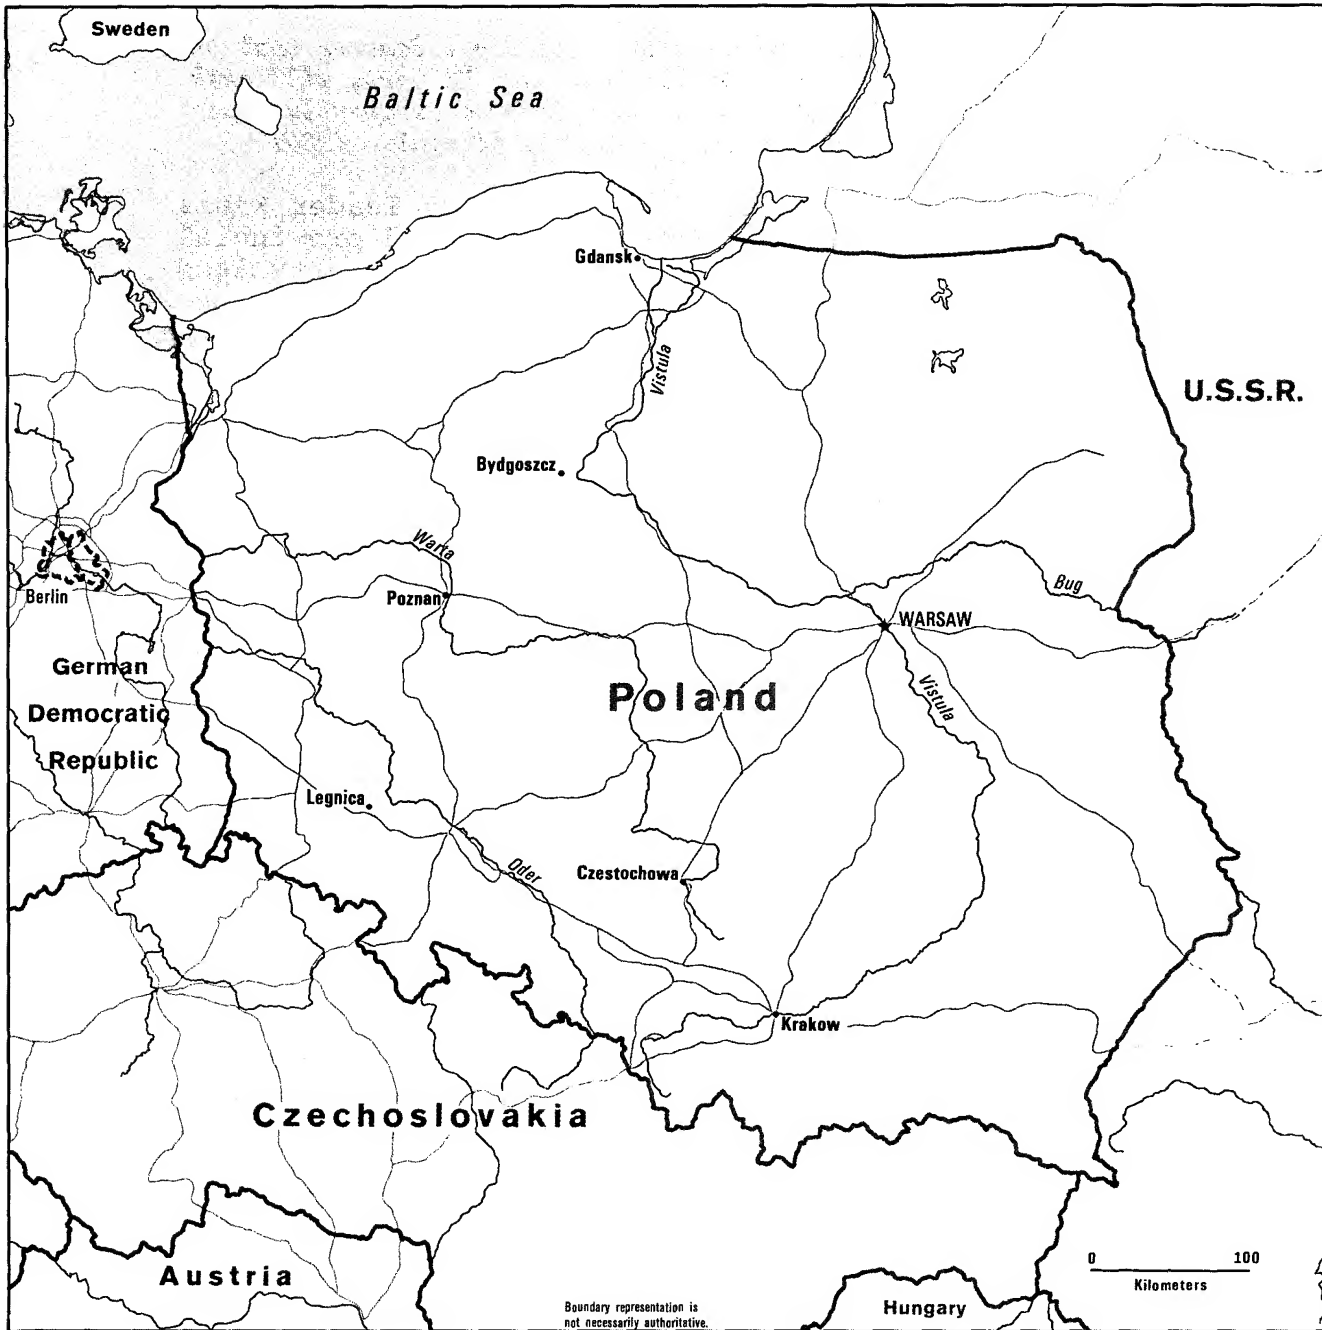 Sweden
Baltic Sea
Gdansk
Vistula
U.S.S.R.
Bydgoszcz
Warta
Bug
Berlin
Poznan
WARSAW
German
Democratic
Republic
Poland
Vistula
Legnica
Oder
Czestochowa
Krakow
Czechoslovakia
Austria
0 100
Kilometers
Hungary
Boundary representation is
not necessarily authoritative.